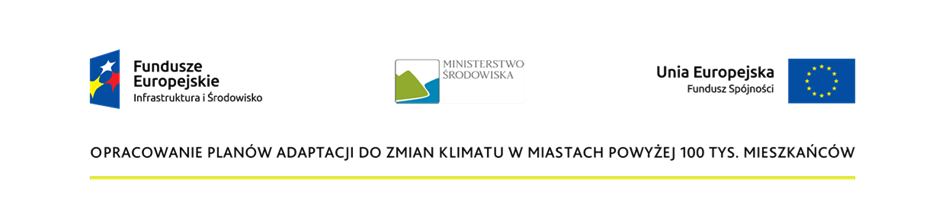 Fundusze
Europejskie
Infrastruktura i Środowisko
MINISTERSTWO
ŚRODOWISKA
Unia Europejska
Fundusz Spójności
OPRACOWANIE PLANÓW ADAPTACJI DO ZMIAN KLIMATU W MIASTACH POWYŻEJ 100 TYS. MIESZKAŃCÓW